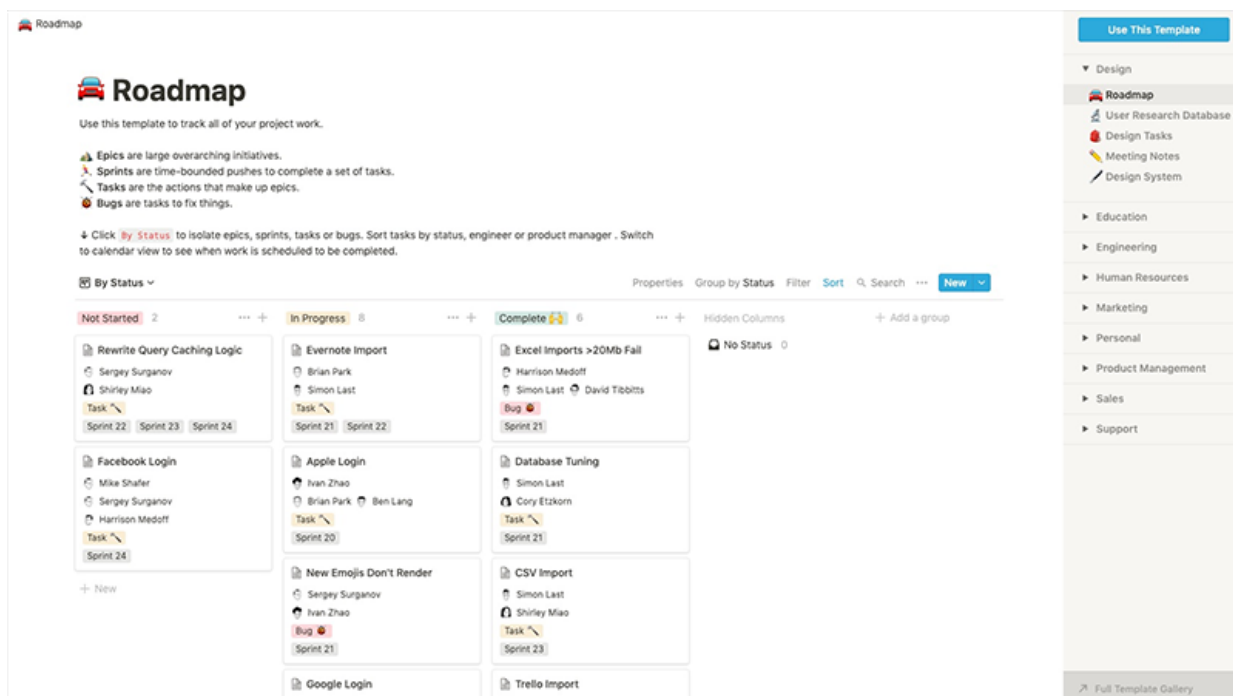 Roadmap
Roadmap
Use this template to track all of your project work.
Epics are large overarching initiatives.
Sprints are time-bounded pushes to complete a set of tasks.
Tasks are the actions that make up epics.
Bugs are tasks to fix things.
↓ Click By Status to isolate epics, sprints, tasks or bugs. Sort tasks by status, engineer or product manager . Switch
to calendar view to see when work is scheduled to be completed.
By Status
Properties Group by Status Filter Sort Search ... New
Not Started 2 ... +
Rewrite Query Caching Logic
Sergey Surganov
Shirley Miao
Task
Sprint 22 Sprint 23 Sprint 24
Facebook Login
Mike Shafer
Sergey Surganov
Harrison Medoff
Task
Sprint 24
+ New
In Progress 8 ... +
Evernote Import
Brian Park
Simon Last
Task
Sprint 21 Sprint 22
Apple Login
Ivan Zhao
Brian Park Ben Lang
Task
Sprint 20
New Emojis Don't Render
Sergey Surganov
Ivan Zhao
Bug
Sprint 21
Google Login
Complete 6 ... +
Excel Imports >20Mb Fail
Harrison Medoff
Simon Last David Tibbitts
Bug
Sprint 21
Database Tuning
Simon Last
Cory Etzkorn
Task
Sprint 21
CSV Import
Simon Last
Shirley Miao
Task
Sprint 23
Trello Import
Hidden Columns
No Status 0
+ Add a group
Use This Template
Design
Roadmap
User Research Database
Design Tasks
Meeting Notes
Design System
Education
Engineering
Human Resources
Marketing
Personal
Product Management
Sales
Support
Full Template Gallery